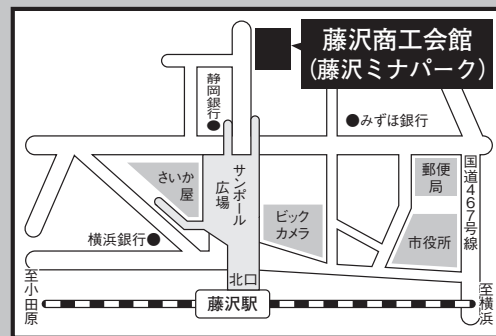 藤沢商工会館
(藤沢ミナパーク)
静岡銀行
みずほ銀行
さいか
屋
サンポール
広場
ビック
カメラ
郵便
局
国道467号線
横浜銀行
市役所
北口
藤沢駅
至小田原
至横浜